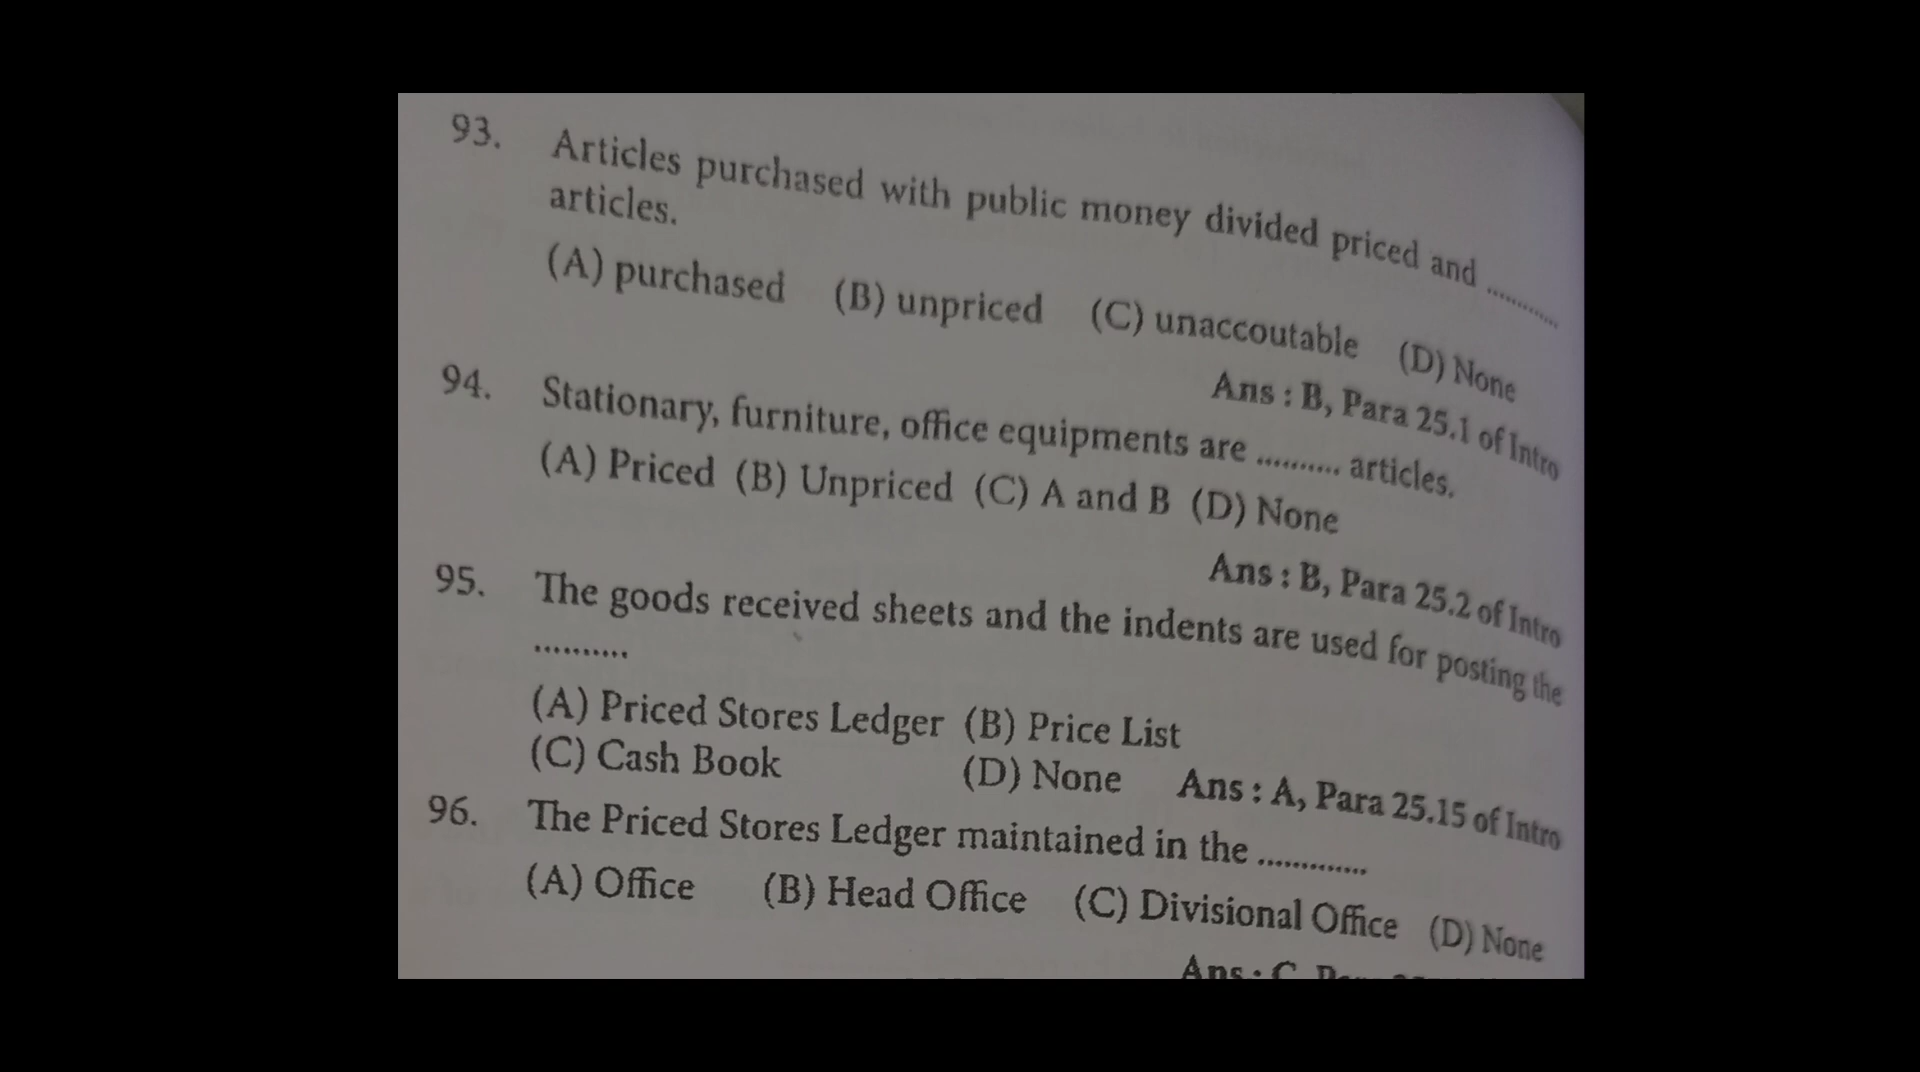 93. Articles purchased with public money divided priced and ...........
articles.
(A) purchased (B) unpriced (C) unaccoutable (D) None
Ans : B, Para 25.1 of Intro
94. Stationary, furniture, office equipments are .......... articles.
(A) Priced (B) Unpriced (C) A and B (D) None
Ans : B, Para 25.2 of Intro
95. The goods received sheets and the indents are used for posting the
..........
(A) Priced Stores Ledger (B) Price List
(C) Cash Book (D) None Ans : A, Para 25.15 of Intro
96. The Priced Stores Ledger maintained in the .............
(A) Office (B) Head Office (C) Divisional Office (D) None
Ans : C